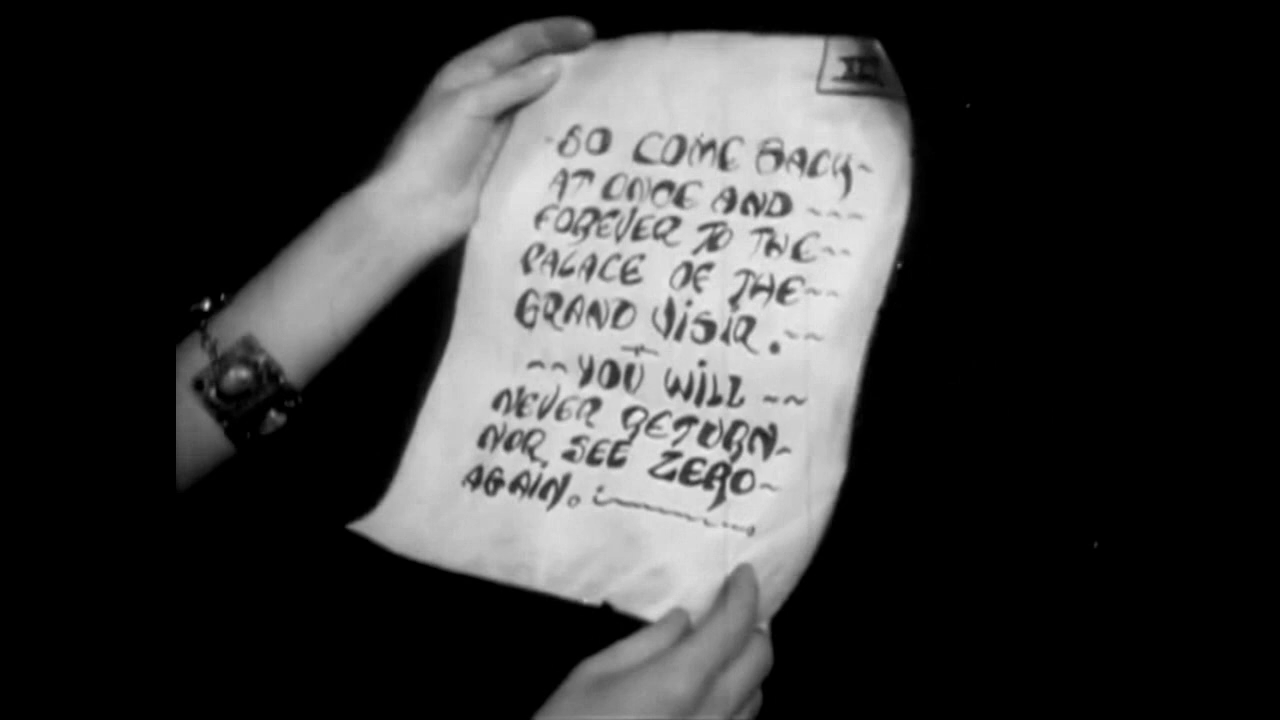 III
-SO COME BACK~
AT ONCE AND ~~~
FOREVER TO THE~~
PALACE OF THE~~
GRAND VISIR.~~
~~YOU WILL ~~
NEVER RETURN~
NOR SEE ZERO~
AGAIN.